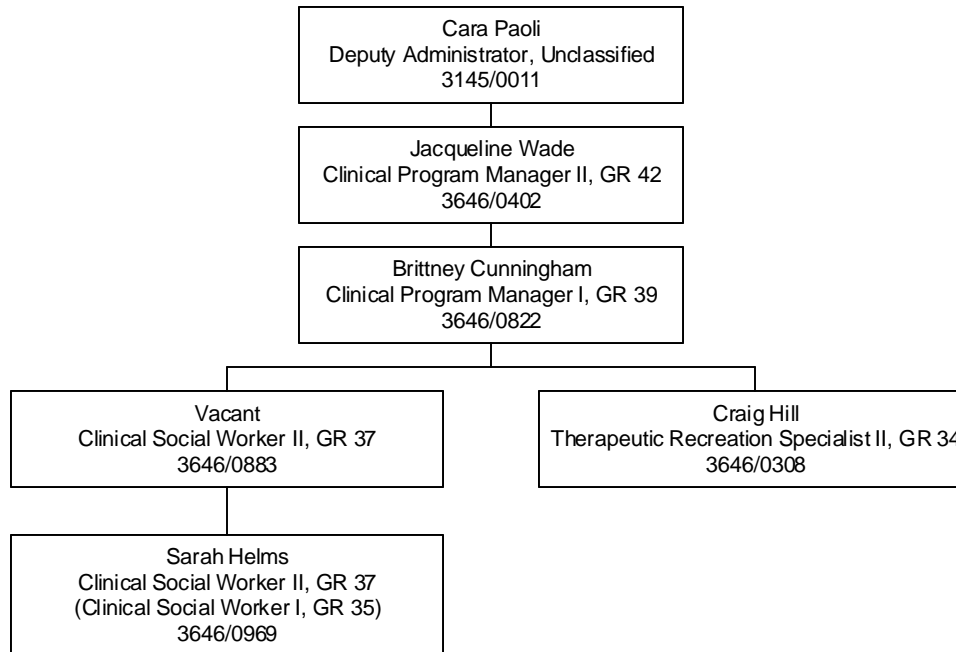 Cara Paoli
Deputy Administrator, Unclassified
3145/0011
Jacqueline Wade
Clinical Program Manager II, GR 42
3646/0402
Brittney Cunningham
Clinical Program Manager I, GR 39
3646/0822
Vacant
Clinical Social Worker II, GR 37
3646/0883
Craig Hill
Therapeutic Recreation Specialist II, GR 34
3646/0308
Sarah Helms
Clinical Social Worker II, GR 37
(Clinical Social Worker I, GR 35)
3646/0969